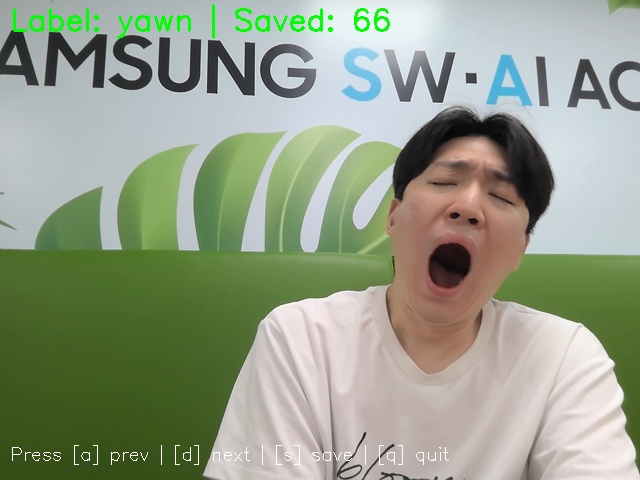 Label: yawn | Saved: 66
AMSUNG SW·AI AC
Press [a] prev | [d] next | [s] save | [q] quit